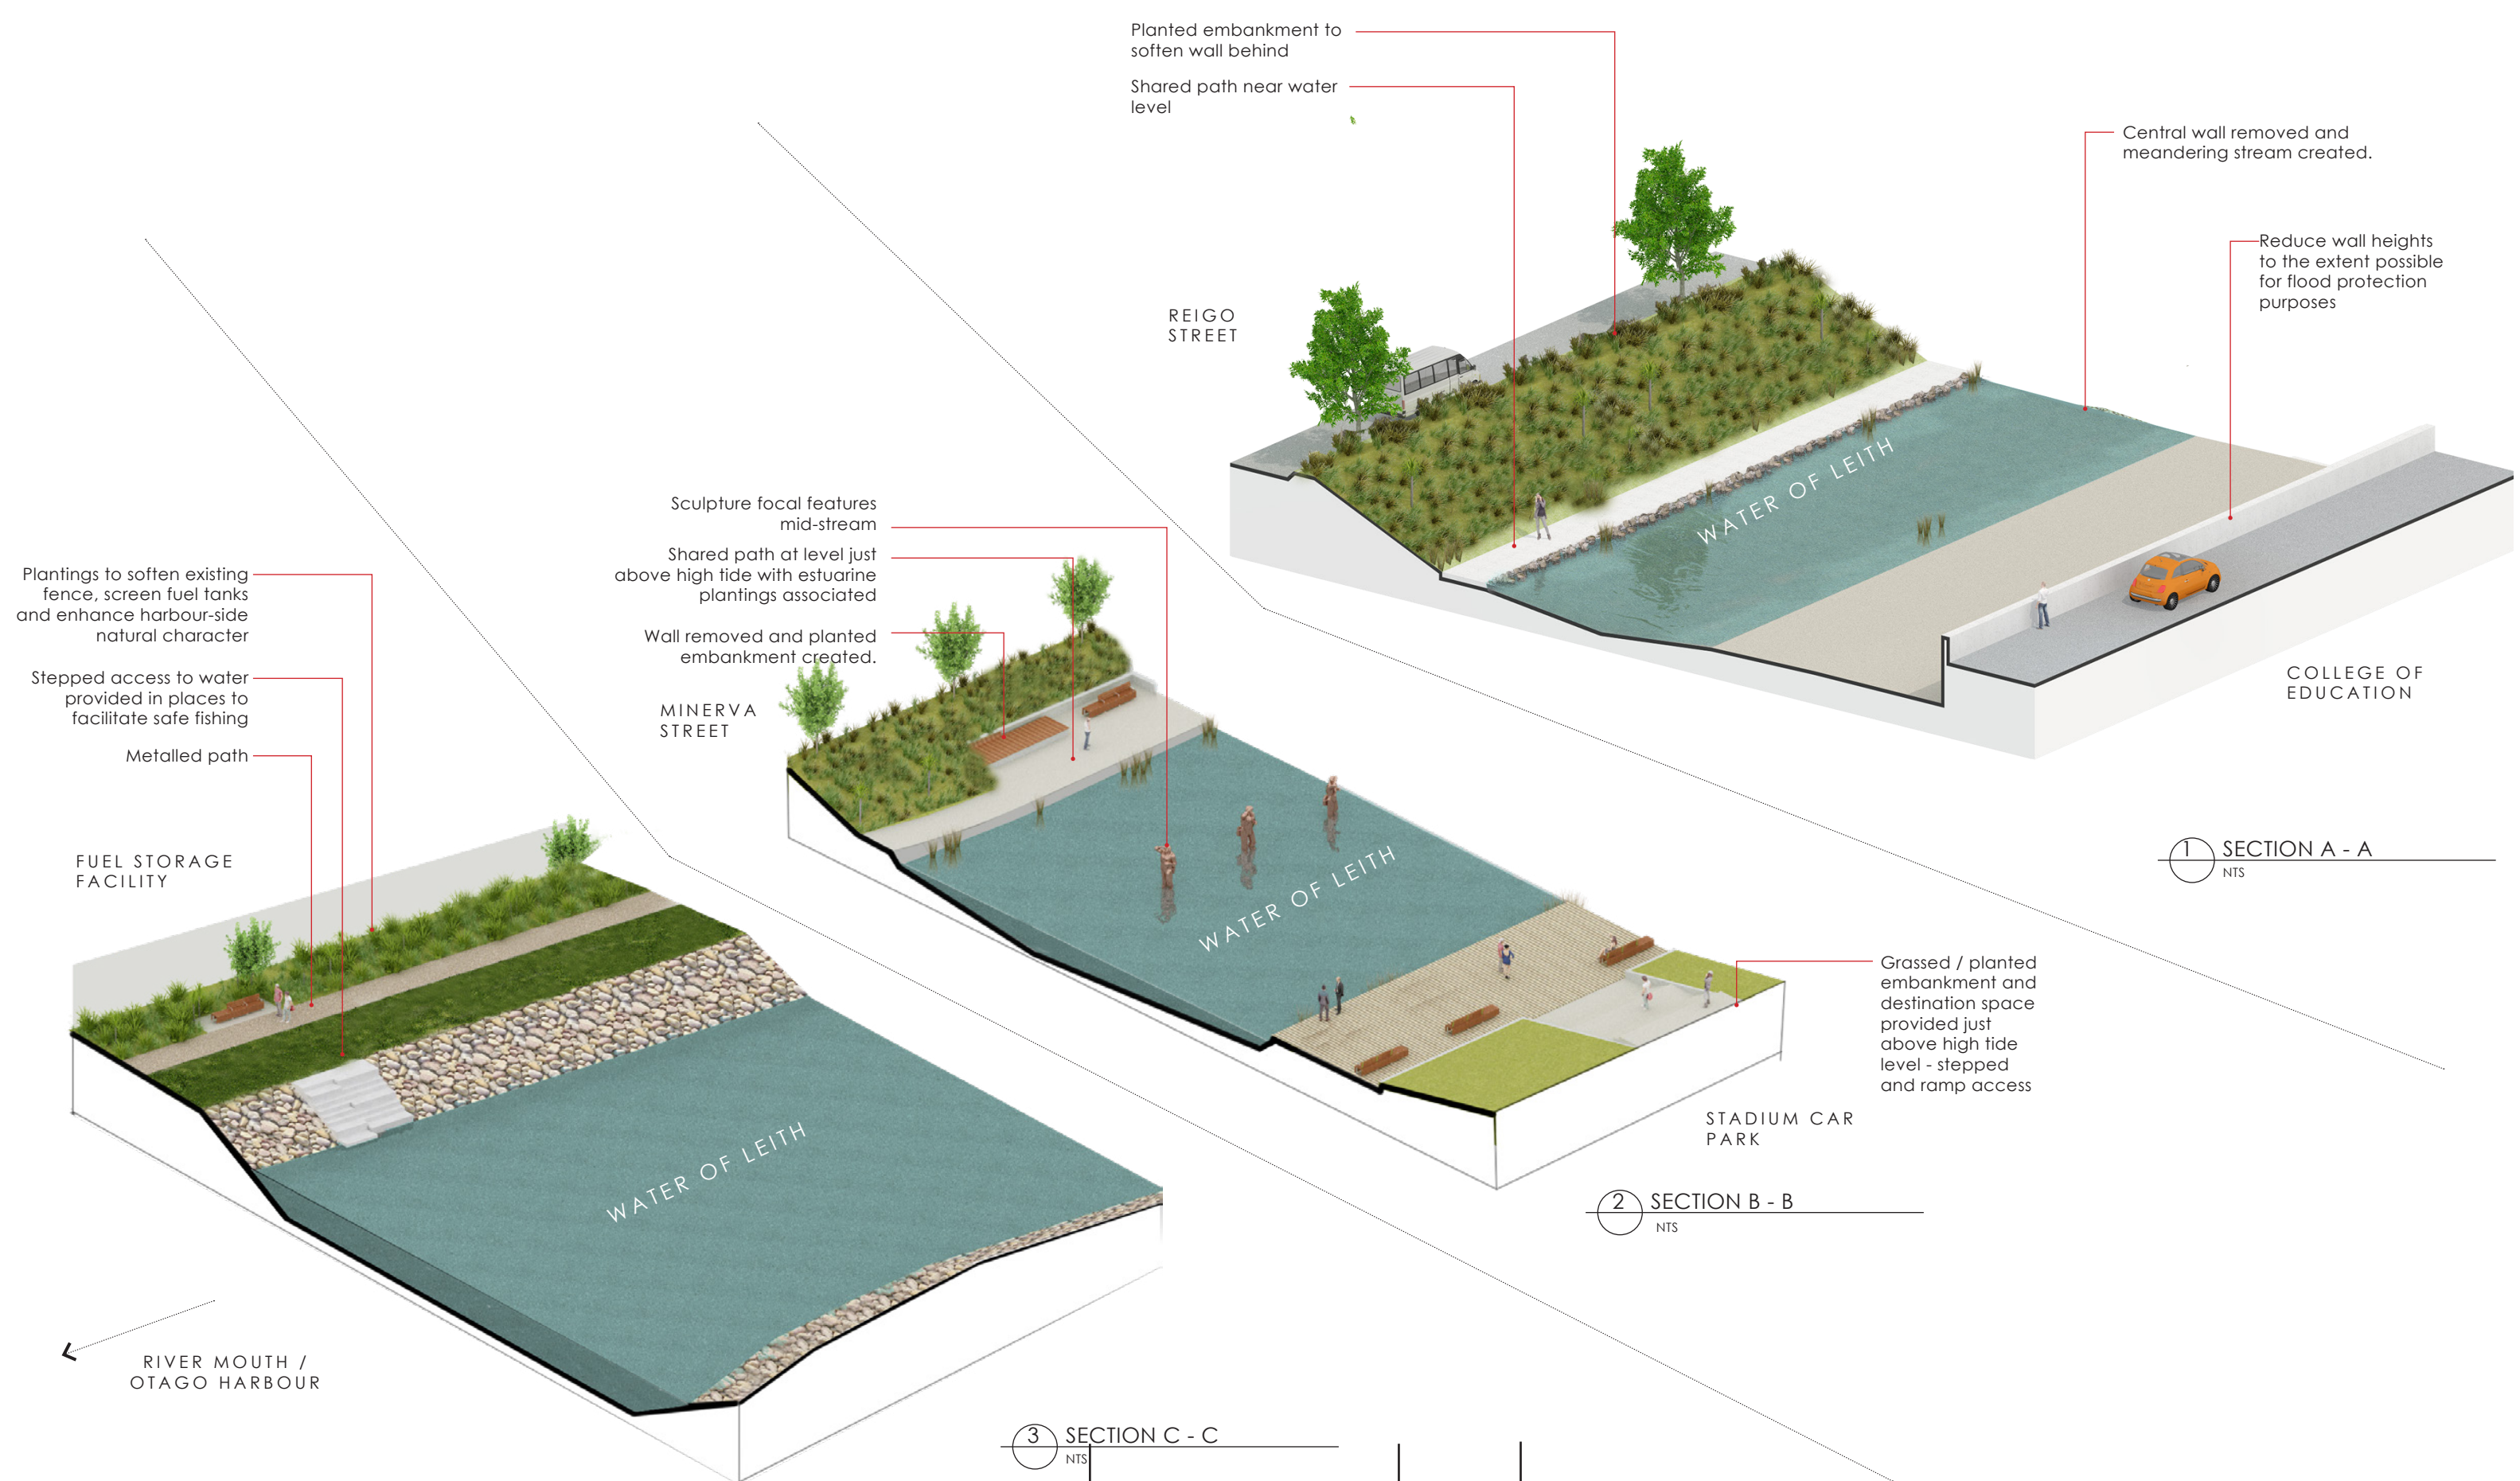 Planted embankment to
soften wall behind
Shared path near water
level
Central wall removed and
meandering stream created.
Reduce wall heights
to the extent possible
for flood protection
purposes
REIGO
STREET
WATER OF LEITH
COLLEGE OF
EDUCATION
1 SECTION A - A
NTS
Sculpture focal features
mid-stream
Shared path at level just
above high tide with estuarine
plantings associated
Wall removed and planted
embankment created.
MINERVA
STREET
WATER OF LEITH
Grassed / planted
embankment and
destination space
provided just
above high tide
level - stepped
and ramp access
STADIUM CAR
PARK
2 SECTION B - B
NTS
Plantings to soften existing
fence, screen fuel tanks
and enhance harbour-side
natural character
Stepped access to water
provided in places to
facilitate safe fishing
Metalled path
FUEL STORAGE
FACILITY
WATER OF LEITH
RIVER MOUTH /
OTAGO HARBOUR
3 SECTION C - C
NTS